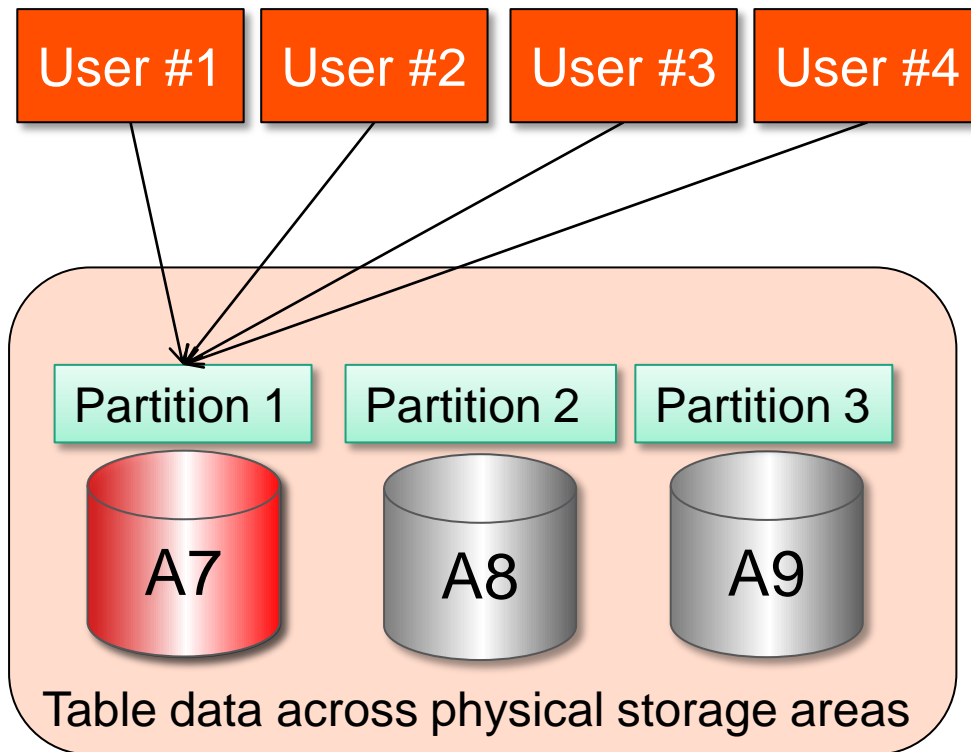 User #1
User #2
User #3
User #4
Partition 1
Partition 2
Partition 3
A7
A8
A9
Table data across physical storage areas